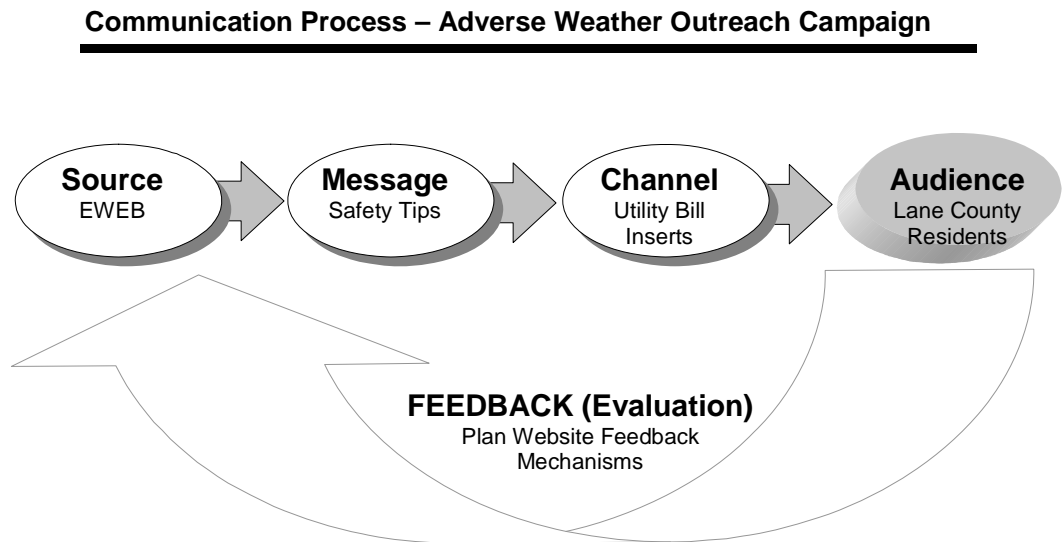 Communication Process – Adverse Weather Outreach Campaign
Source
EWEB
Message
Safety Tips
Channel
Utility Bill
Inserts
Audience
Lane County
Residents
FEEDBACK (Evaluation)
Plan Website Feedback
Mechanisms